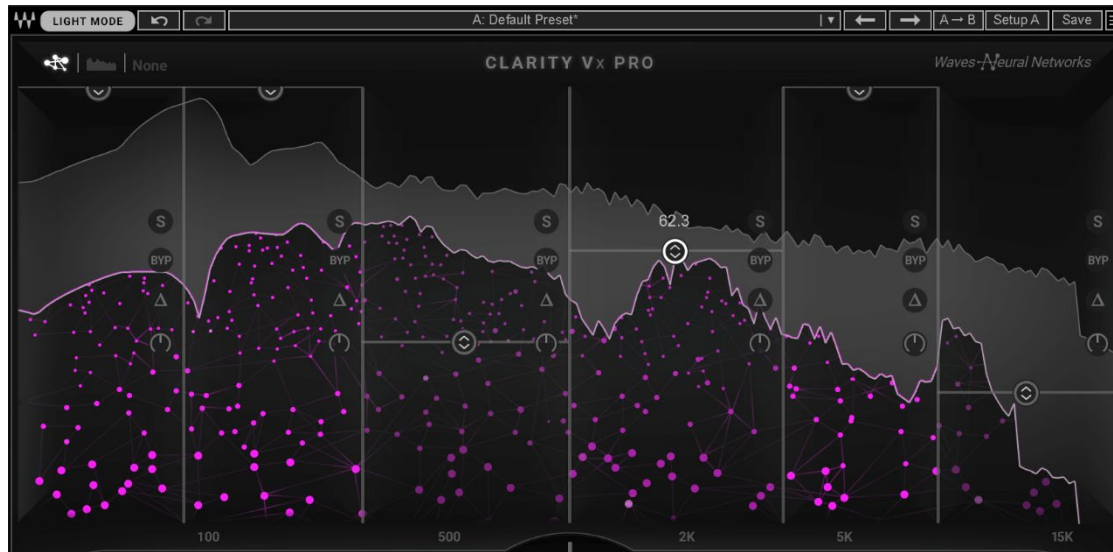 LIGHT MODE A: Default Preset* A→B Setup A Save
None CLARITY Vx PRO Waves Neural Networks
62.3
S S S S S
BYP BYP BYP BYP BYP BYP
Δ Δ Δ Δ Δ Δ
100 500 2K 5K 15K